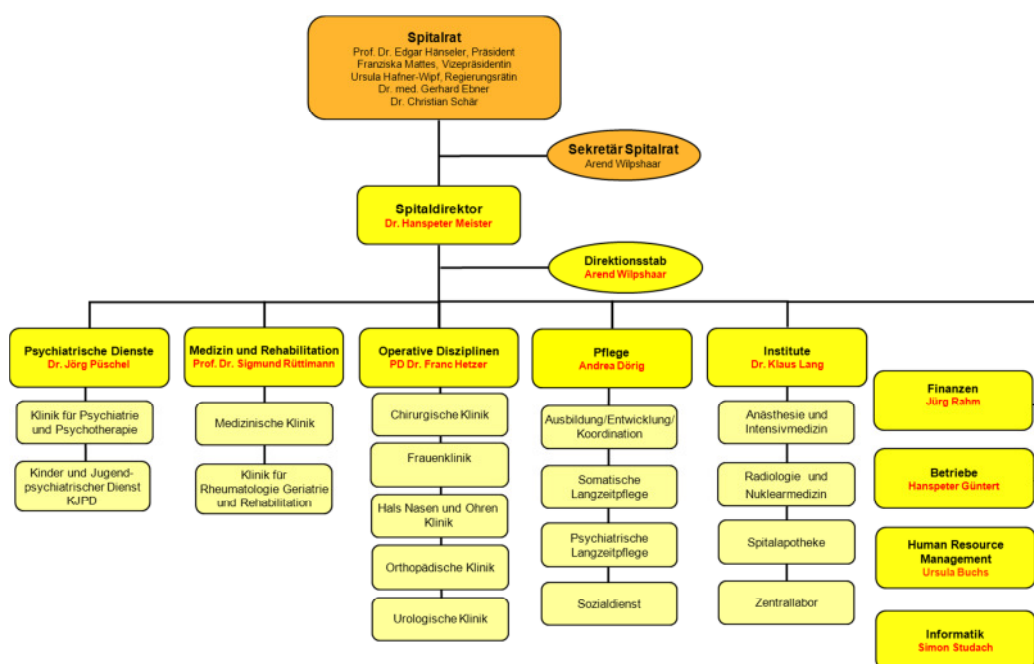 Spitalrat
Prof. Dr. Edgar Hänseler, Präsident
Franziska Mattes, Vizepräsidentin
Ursula Hafner-Wipf, Regierungsrätin
Dr. med. Gerhard Ebner
Dr. Christian Schär
Sekretär Spitalrat
Arend Wilpshaar
Spitaldirektor
Dr. Hanspeter Meister
Direktionsstab
Arend Wilpshaar
Psychiatrische Dienste
Dr. Jörg Püschel
Klinik für Psychiatrie
und Psychotherapie
Kinder und Jugend-
psychiatrischer Dienst
KJPD
Medizin und Rehabilitation
Prof. Dr. Sigmund Rüttimann
Medizinische Klinik
Klinik für
Rheumatologie Geriatrie
und Rehabilitation
Operative Disziplinen
PD Dr. Franc Hetzer
Chirurgische Klinik
Frauenklinik
Hals Nasen und Ohren
Klinik
Orthopädische Klinik
Urologische Klinik
Pflege
Andrea Dörig
Ausbildung/Entwicklung/
Koordination
Somatische
Langzeitpflege
Psychiatrische
Langzeitpflege
Sozialdienst
Institute
Dr. Klaus Lang
Anästhesie und
Intensivmedizin
Radiologie und
Nuklearmedizin
Spitalapotheke
Zentrallabor
Finanzen
Jürg Rahm
Betriebe
Hanspeter Güntert
Human Resource
Management
Ursula Buchs
Informatik
Simon Studach